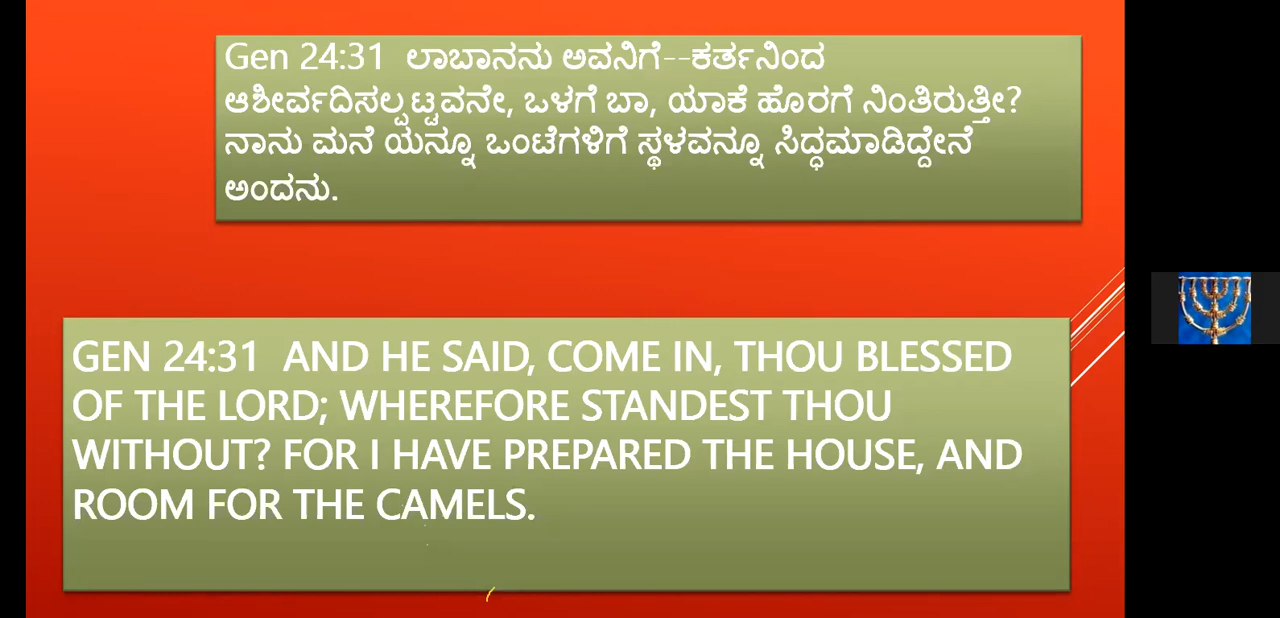 Gen 24:31 ಲಾಬಾನನು ಅವನಿಗೆ--ಕರ್ತನಿಂದ
ಆಶೀರ್ವದಿಸಲ್ಪಟ್ಟವನೇ, ಒಳಗೆ ಬಾ, ಯಾಕೆ ಹೊರಗೆ ನಿಂತಿರುತ್ತೀ?
ನಾನು ಮನೆ ಯನ್ನೂ ಒಂಟೆಗಳಿಗೆ ಸ್ಥಳವನ್ನೂ ಸಿದ್ಧಮಾಡಿದ್ದೇನೆ
ಅಂದನು.
GEN 24:31 AND HE SAID, COME IN, THOU BLESSED
OF THE LORD; WHEREFORE STANDEST THOU
WITHOUT? FOR I HAVE PREPARED THE HOUSE, AND
ROOM FOR THE CAMELS.